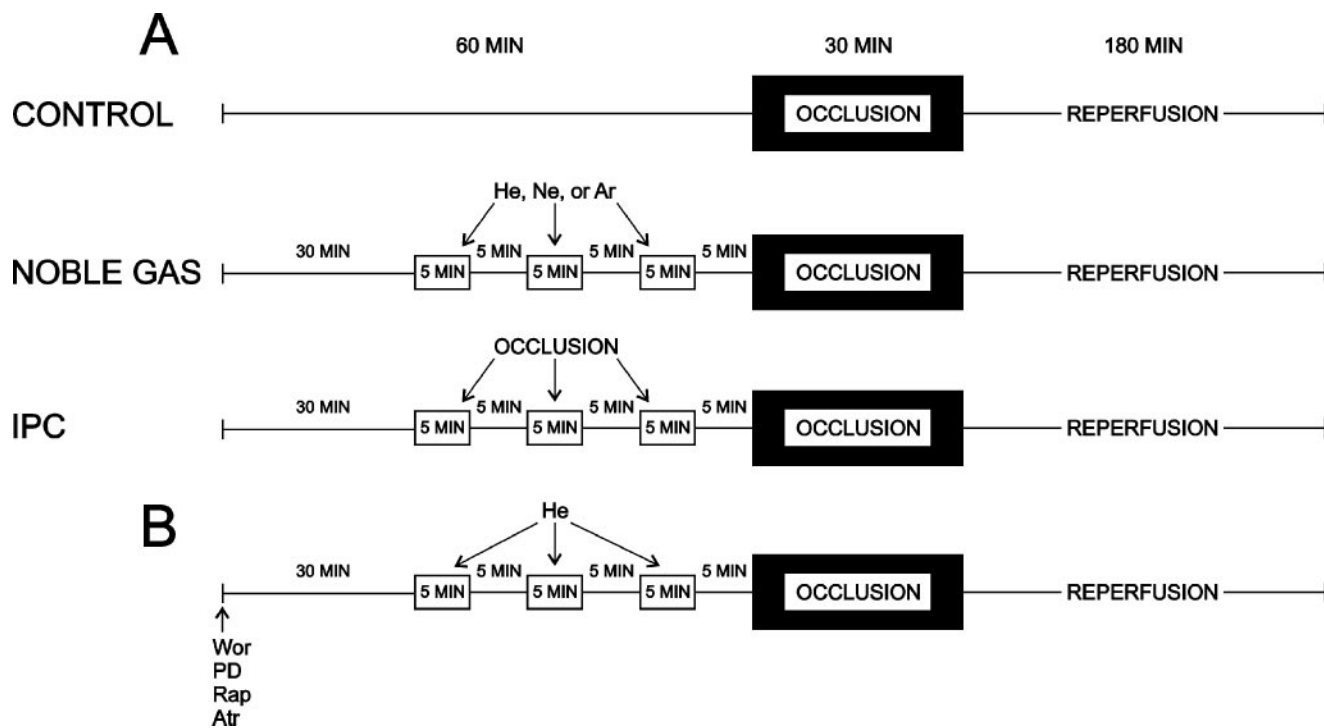 A
60 MIN 30 MIN 180 MIN
CONTROL OCCLUSION REPERFUSION
He, Ne, or Ar
30 MIN 5 MIN 5 MIN 5 MIN
NOBLE GAS 5 MIN 5 MIN 5 MIN OCCLUSION REPERFUSION
OCCLUSION
30 MIN 5 MIN 5 MIN 5 MIN
IPC 5 MIN 5 MIN 5 MIN OCCLUSION REPERFUSION
B
He
30 MIN 5 MIN 5 MIN 5 MIN
5 MIN 5 MIN 5 MIN OCCLUSION REPERFUSION
Wor
PD
Rap
Atr